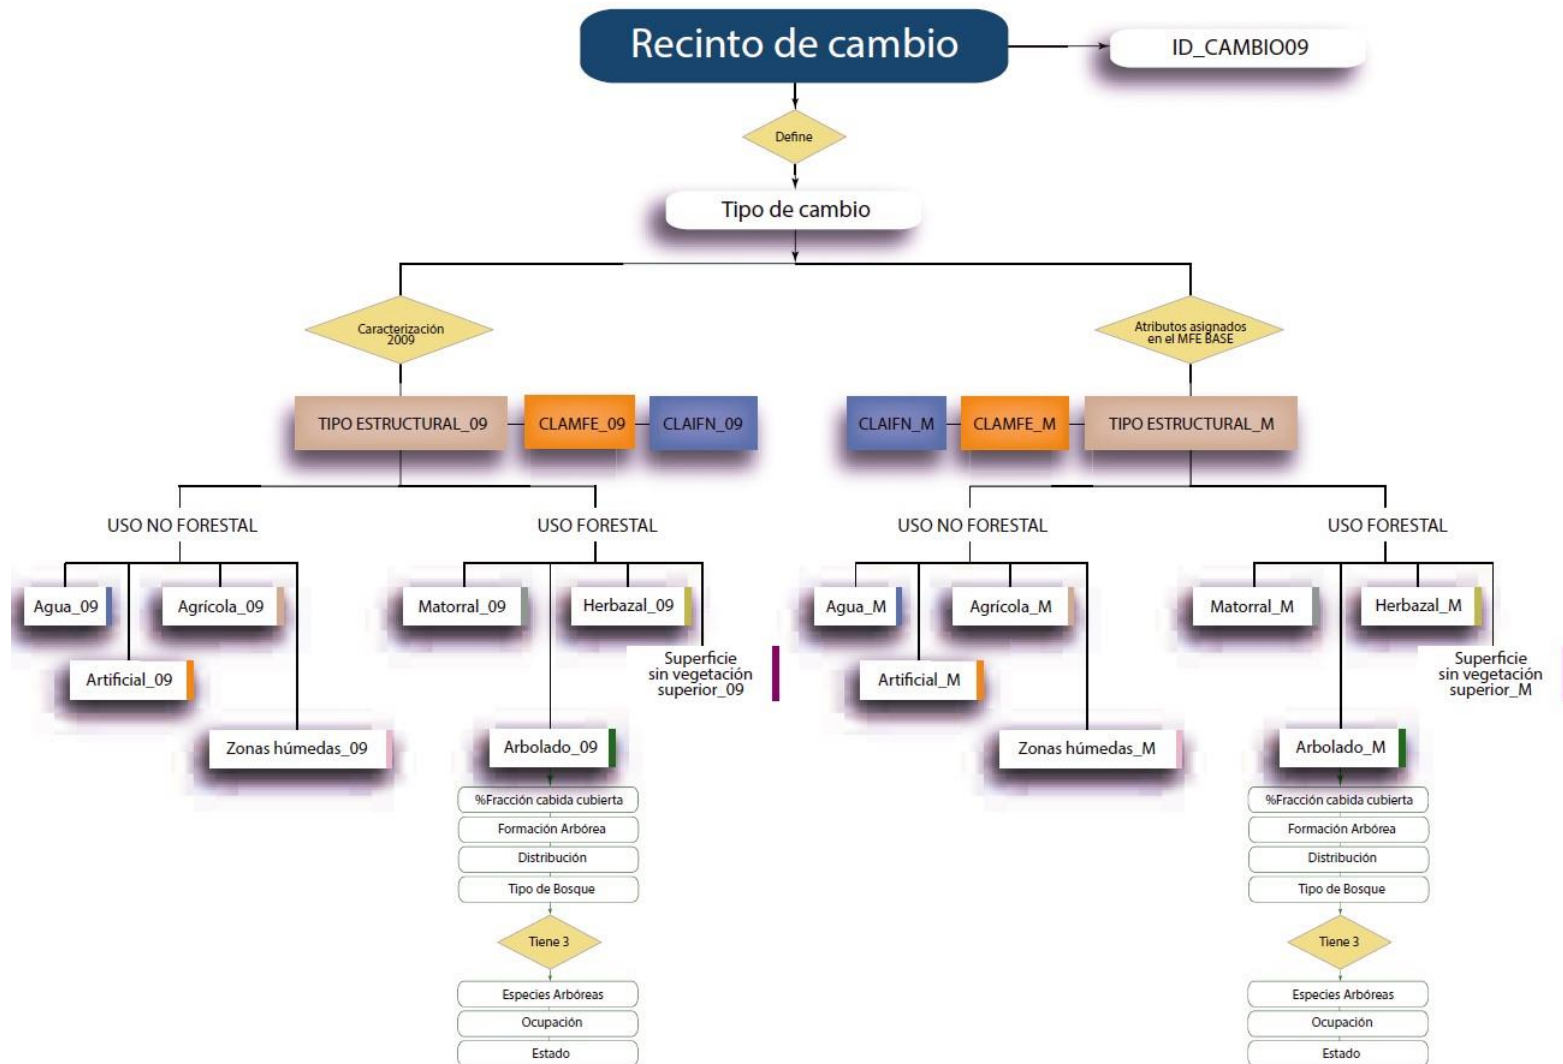 Recinto de cambio
ID_CAMBIO09
Define
Tipo de cambio
Caracterización
2009
Atributos asignados
en el MFE BASE
TIPO ESTRUCTURAL_09
CLAMFE_09
CLAIFN_09
CLAIFN_M
CLAMFE_M
TIPO ESTRUCTURAL_M
USO NO FORESTAL
USO FORESTAL
USO NO FORESTAL
USO FORESTAL
Agua_09
Agrícola_09
Matorral_09
Herbazal_09
Agua_M
Agrícola_M
Matorral_M
Herbazal_M
Artificial_09
Superficie
sin vegetación
superior_09
Artificial_M
Superficie
sin vegetación
superior_M
Zonas húmedas_09
Arbolado_09
Zonas húmedas_M
Arbolado_M
%Fracción cabida cubierta
Formación Arbórea
Distribución
Tipo de Bosque
Tiene 3
Especies Arbóreas
Ocupación
Estado
%Fracción cabida cubierta
Formación Arbórea
Distribución
Tipo de Bosque
Tiene 3
Especies Arbóreas
Ocupación
Estado